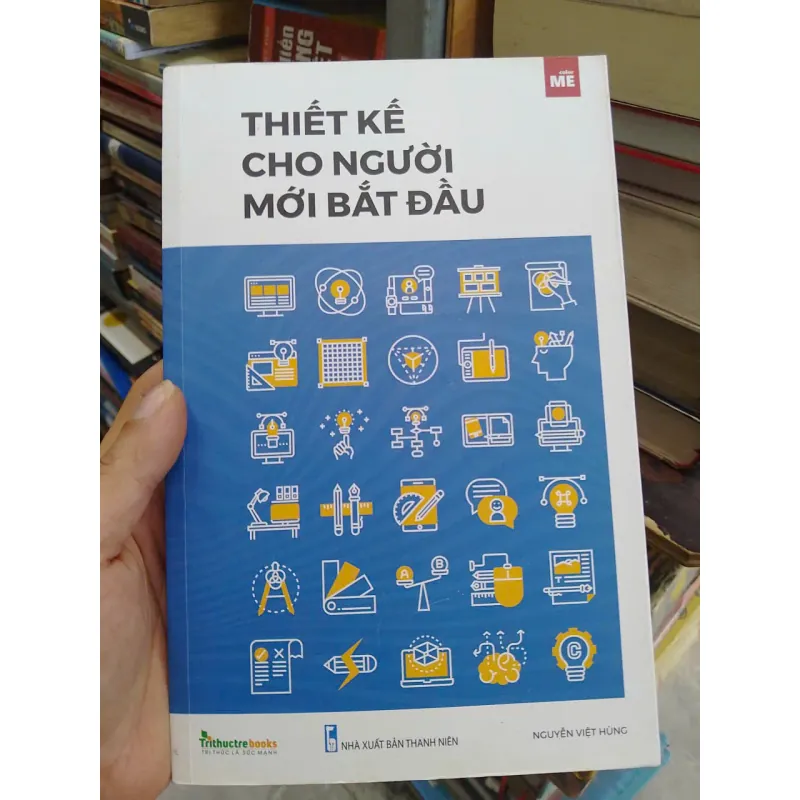 color
ME
THIẾT KẾ
CHO NGƯỜI
MỚI BẮT ĐẦU
A
B
C
Trithuctrebooks
TRI THỨC LÀ SỨC MẠNH
NHÀ XUẤT BẢN THANH NIÊN
NGUYỄN VIỆT HÙNG